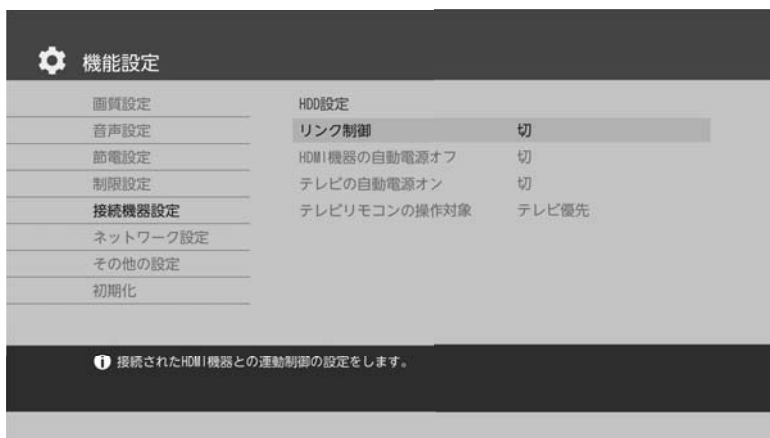 機能設定
画質設定
音声設定
節電設定
制限設定
接続機器設定
ネットワーク設定
その他の設定
初期化
HDD設定
リンク制御 切
HDMI機器の自動電源オフ 切
テレビの自動電源オン 切
テレビリモコンの操作対象 テレビ優先
接続されたHDMI機器との連動制御の設定をします。